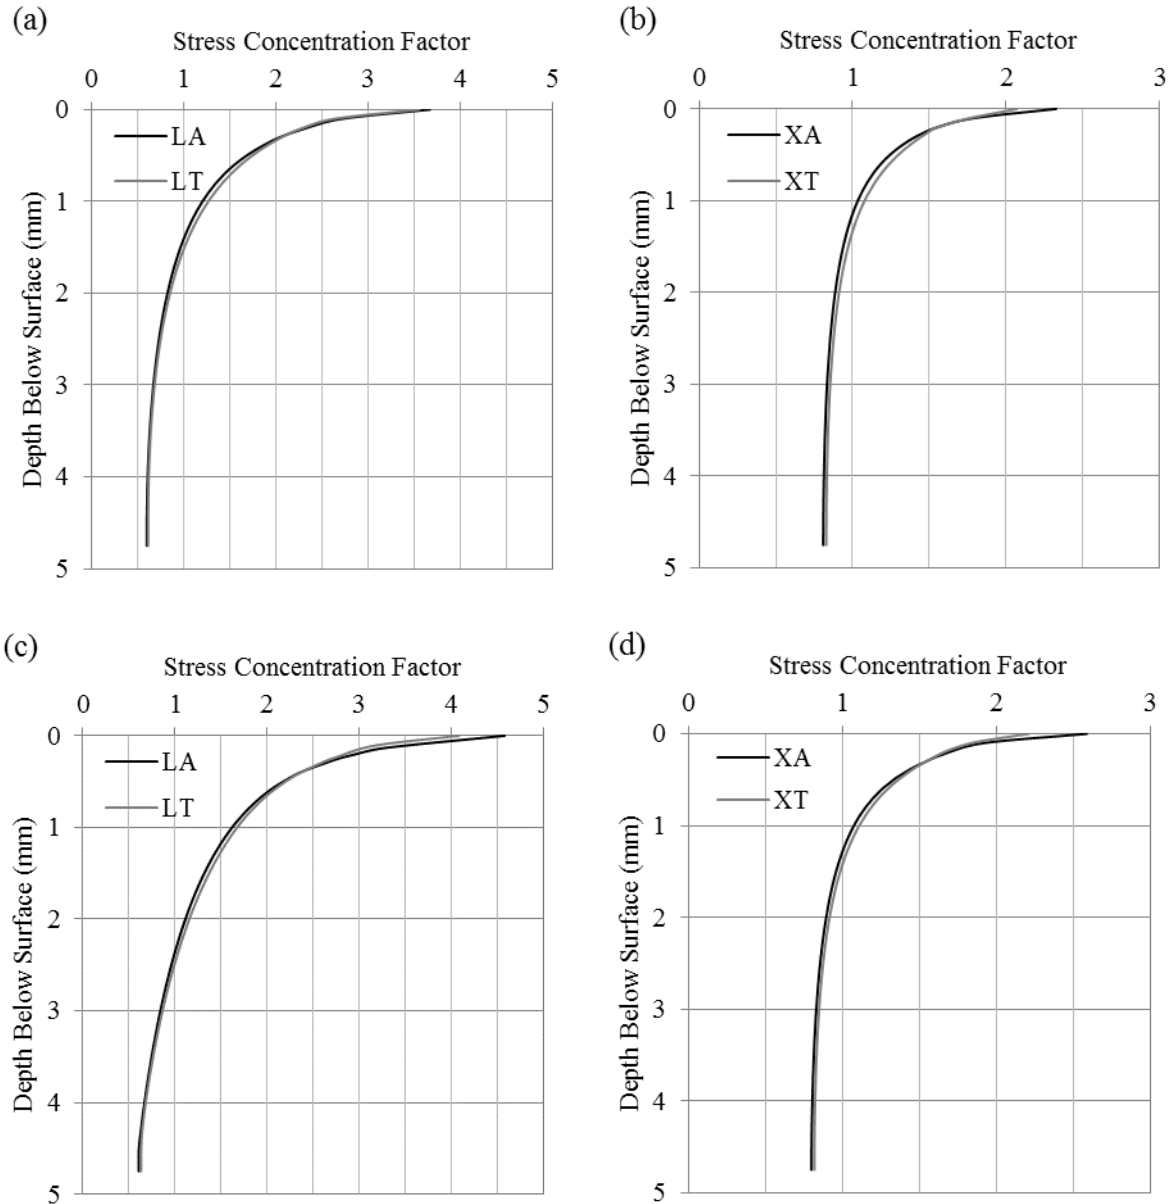 (a)
Stress Concentration Factor
0 1 2 3 4 5
0
LA
LT
1
2
3
4
5
Depth Below Surface (mm)
(b)
Stress Concentration Factor
0 1 2 3
0
XA
XT
1
2
3
4
5
Depth Below Surface (mm)
(c)
Stress Concentration Factor
0 1 2 3 4 5
0
LA
LT
1
2
3
4
5
Depth Below Surface (mm)
(d)
Stress Concentration Factor
0 1 2 3
0
XA
XT
1
2
3
4
5
Depth Below Surface (mm)